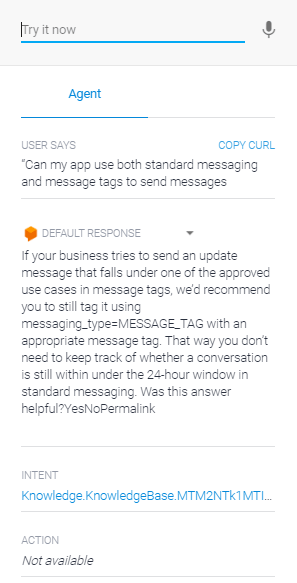 Try it now
Agent
USER SAYS COPY CURL
“Can my app use both standard messaging
and message tags to send messages
DEFAULT RESPONSE
If your business tries to send an update
message that falls under one of the approved
use cases in message tags, we'd recommend
you to still tag it using
messaging_type=MESSAGE_TAG with an
appropriate message tag. That way you don't
need to keep track of whether a conversation
is still within under the 24-hour window in
standard messaging. Was this answer
helpful?YesNoPermalink
INTENT
Knowledge.KnowledgeBase.MTM2NTk1MTI...
ACTION
Not available